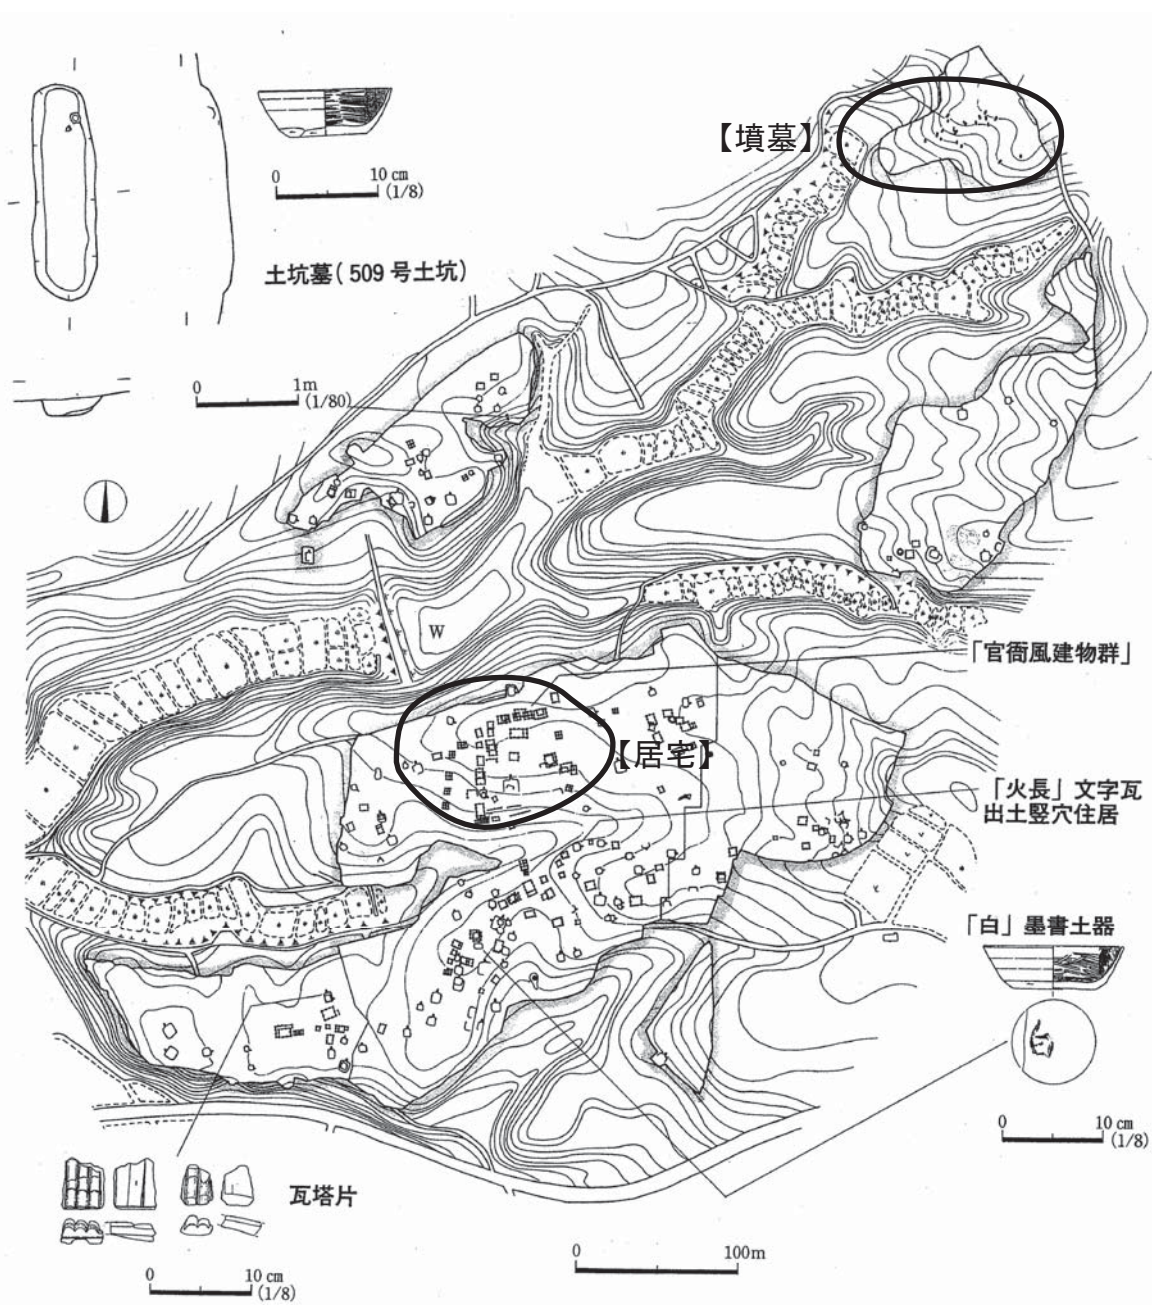 【墳墓】
0 10 cm
(1/8)
土坑墓(509号土坑)
0 1m
(1/80)
W
「官衙風建物群」
【居宅】
「火長」文字瓦
出土竪穴住居
「白」墨書土器
0 10 cm
(1/8)
瓦塔片
0 10 cm
(1/8)
0 100m